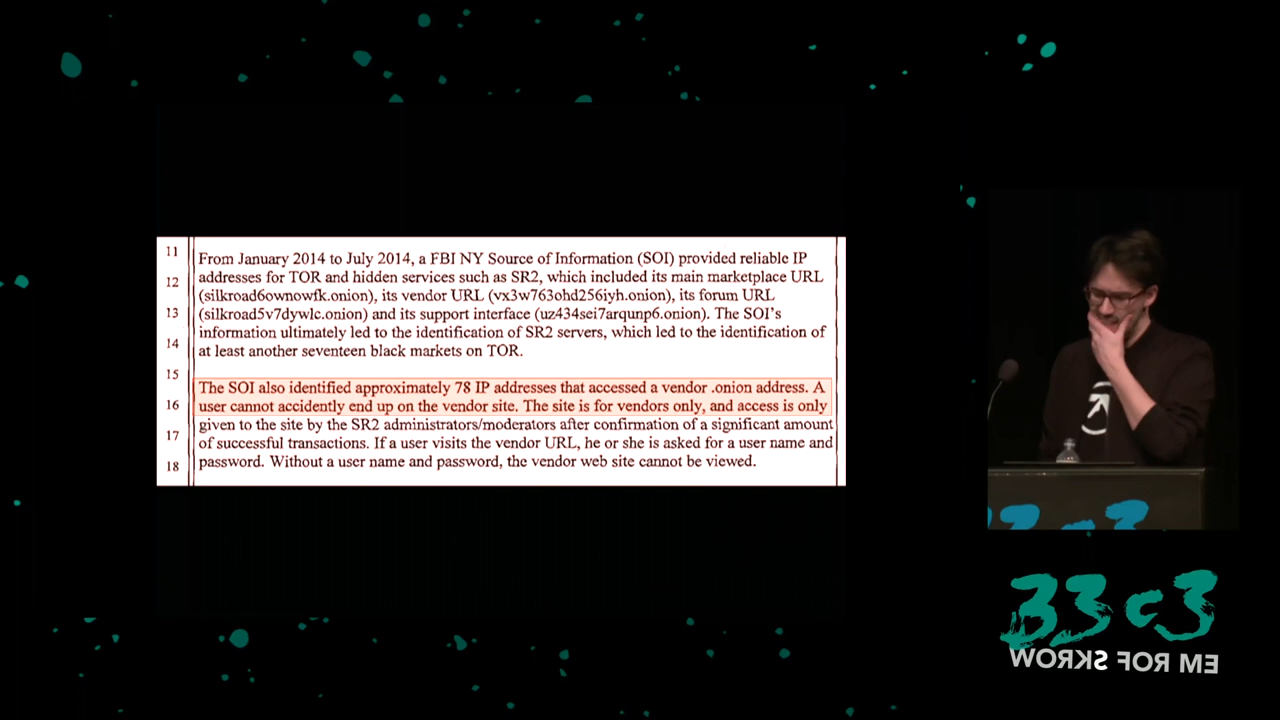 11
From January 2014 to July 2014, a FBI NY Source of Information (SOI) provided reliable IP
12
addresses for TOR and hidden services such as SR2, which included its main marketplace URL
(silkroad6ownowfk.onion), its vendor URL (vx3w763ohd256iyh.onion), its forum URL
13
(silkroad5v7dywlc.onion) and its support interface (uz434sei7arqunp6.onion). The SOI's
information ultimately led to the identification of SR2 servers, which led to the identification of
14
at least another seventeen black markets on TOR.
15
The SOI also identified approximately 78 IP addresses that accessed a vendor .onion address. A
16
user cannot accidently end up on the vendor site. The site is for vendors only, and access is only
given to the site by the SR2 administrators/moderators after confirmation of a significant amount
17
of successful transactions. If a user visits the vendor URL, he or she is asked for a user name and
18
password. Without a user name and password, the vendor web site cannot be viewed.
33c3
33c3
WORKS FOR ME